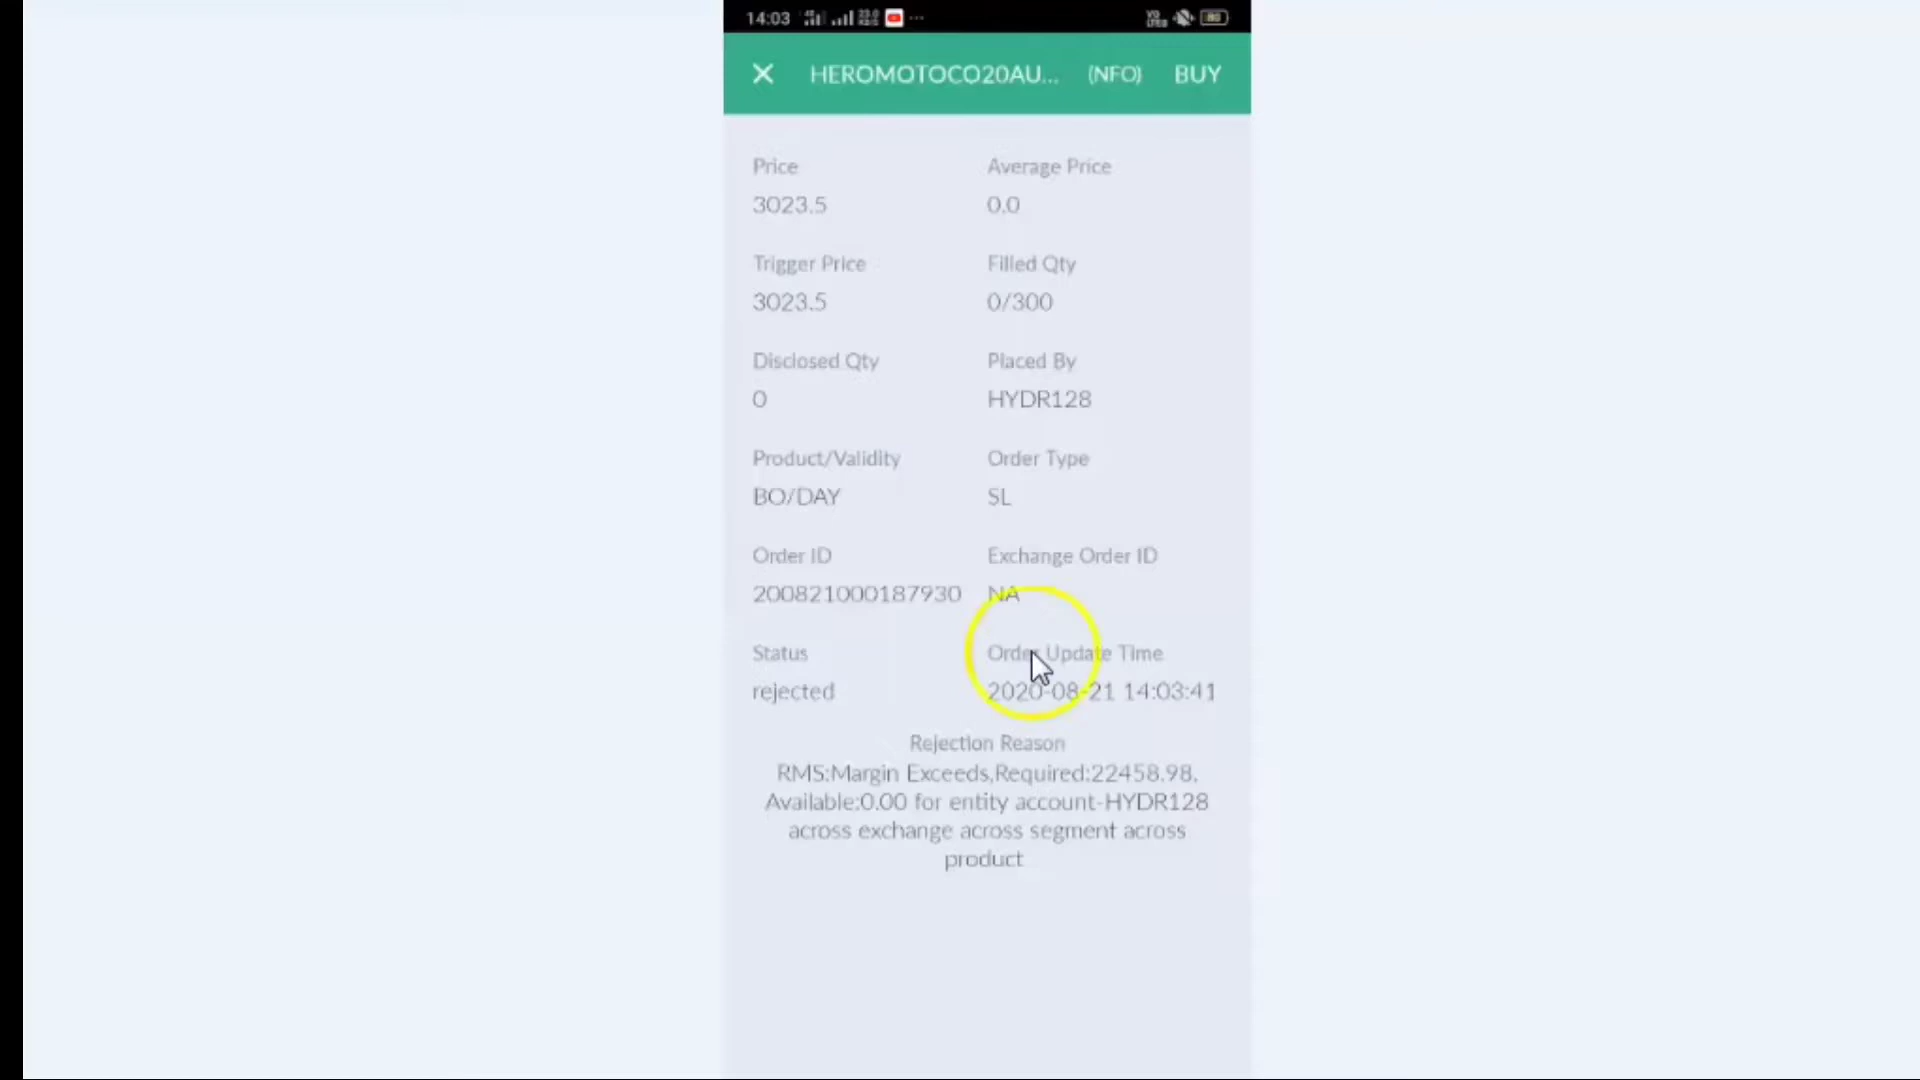 14:03
HEROMOTOCO20AU... (NFO) BUY
Price Average Price
3023.5 0.0
Trigger Price Filled Qty
3023.5 0/300
Disclosed Qty Placed By
0 HYDR128
Product/Validity Order Type
BO/DAY SL
Order ID Exchange Order ID
200821000187930 NA
Status Order Update Time
rejected 2020-08-21 14:03:41
Rejection Reason
RMS:Margin Exceeds,Required:22458.98,
Available:0.00 for entity account-HYDR128
across exchange across segment across
product